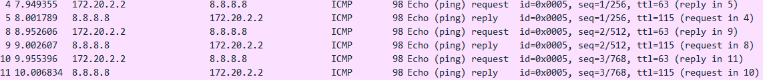 4 7.949355 172.20.2.2 8.8.8.8 ICMP 98 Echo (ping) request id=0x0005, seq=1/256, ttl=63 (reply in 5)
5 8.001789 8.8.8.8 172.20.2.2 ICMP 98 Echo (ping) reply id=0x0005, seq=1/256, ttl=115 (request in 4)
8 8.952606 172.20.2.2 8.8.8.8 ICMP 98 Echo (ping) request id=0x0005, seq=2/512, ttl=63 (reply in 9)
9 9.002607 8.8.8.8 172.20.2.2 ICMP 98 Echo (ping) reply id=0x0005, seq=2/512, ttl=115 (request in 8)
10 9.955396 172.20.2.2 8.8.8.8 ICMP 98 Echo (ping) request id=0x0005, seq=3/768, ttl=63 (reply in 11)
11 10.006834 8.8.8.8 172.20.2.2 ICMP 98 Echo (ping) reply id=0x0005, seq=3/768, ttl=115 (request in 10)